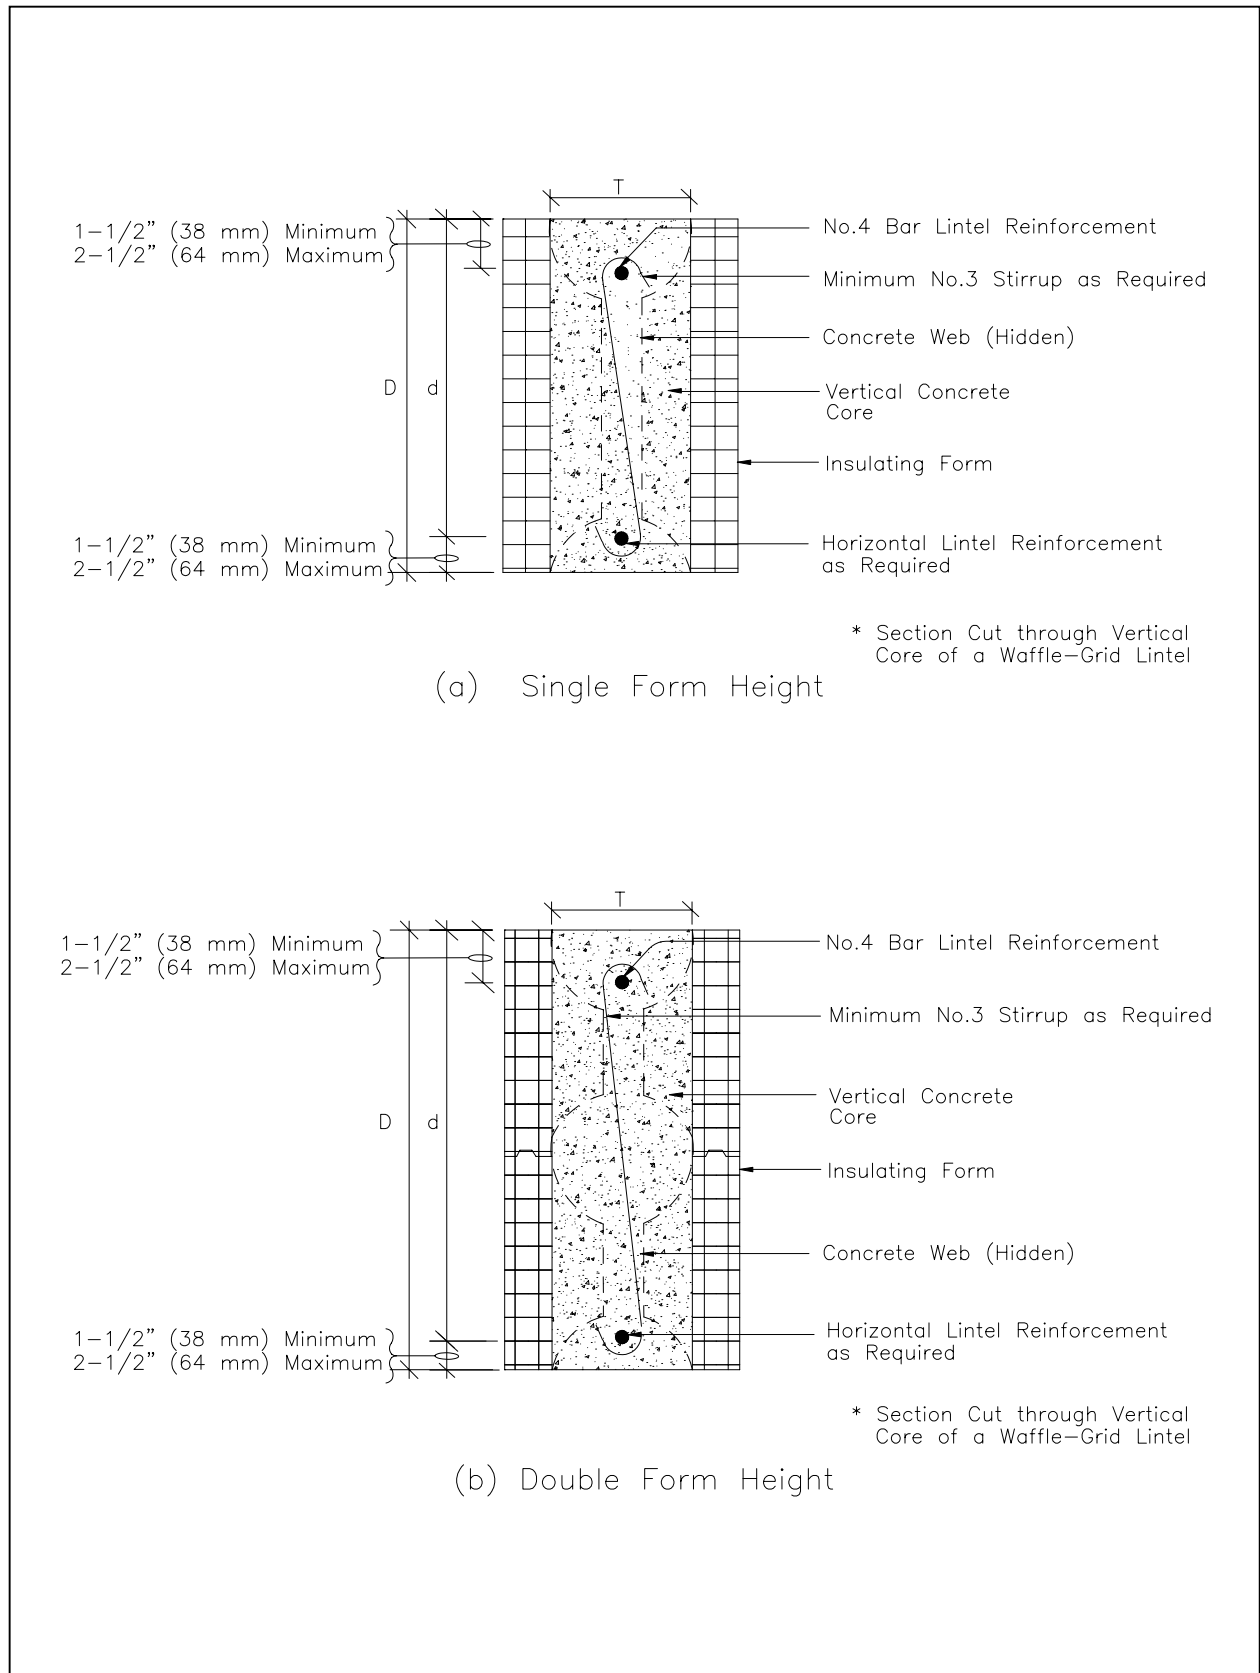 T
1-1/2” (38 mm) Minimum
2-1/2” (64 mm) Maximum
No.4 Bar Lintel Reinforcement
Minimum No.3 Stirrup as Required
Concrete Web (Hidden)
D
d
Vertical Concrete
Core
Insulating Form
1-1/2” (38 mm) Minimum
2-1/2” (64 mm) Maximum
Horizontal Lintel Reinforcement
as Required
* Section Cut through Vertical
Core of a Waffle-Grid Lintel
(a) Single Form Height
T
1-1/2” (38 mm) Minimum
2-1/2” (64 mm) Maximum
No.4 Bar Lintel Reinforcement
Minimum No.3 Stirrup as Required
Vertical Concrete
Core
D
d
Insulating Form
Concrete Web (Hidden)
1-1/2” (38 mm) Minimum
2-1/2” (64 mm) Maximum
Horizontal Lintel Reinforcement
as Required
* Section Cut through Vertical
Core of a Waffle-Grid Lintel
(b) Double Form Height